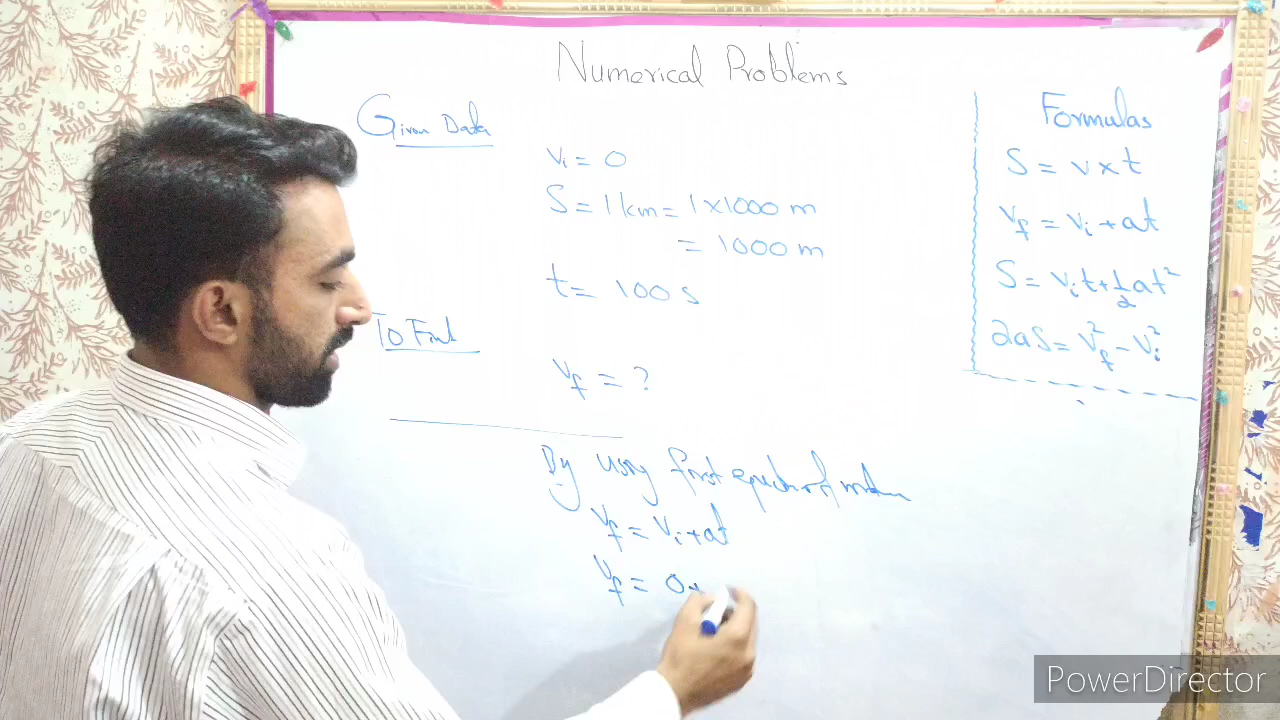 Numerical Problems
Given Data
Vi = 0
S = 1 km = 1 x 1000 m
= 1000 m
t = 100 s
To Find
Vf = ?
By using first equation of motion
Vf = Vi + at
Vf = 0 +
Formulas
S = v x t
Vf = Vi + at
S = Vit + 1/2 at²
2aS = Vf² - Vi²
PowerDirector